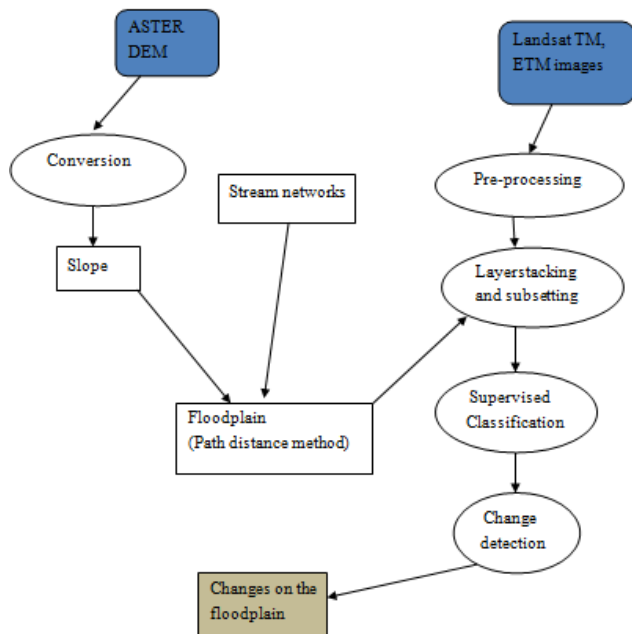 ASTER
DEM
Landsat TM,
ETM images
Conversion
Stream networks
Pre-processing
Slope
Layerstacking
and subsetting
Floodplain
(Path distance method)
Supervised
Classification
Change
detection
Changes on the
floodplain